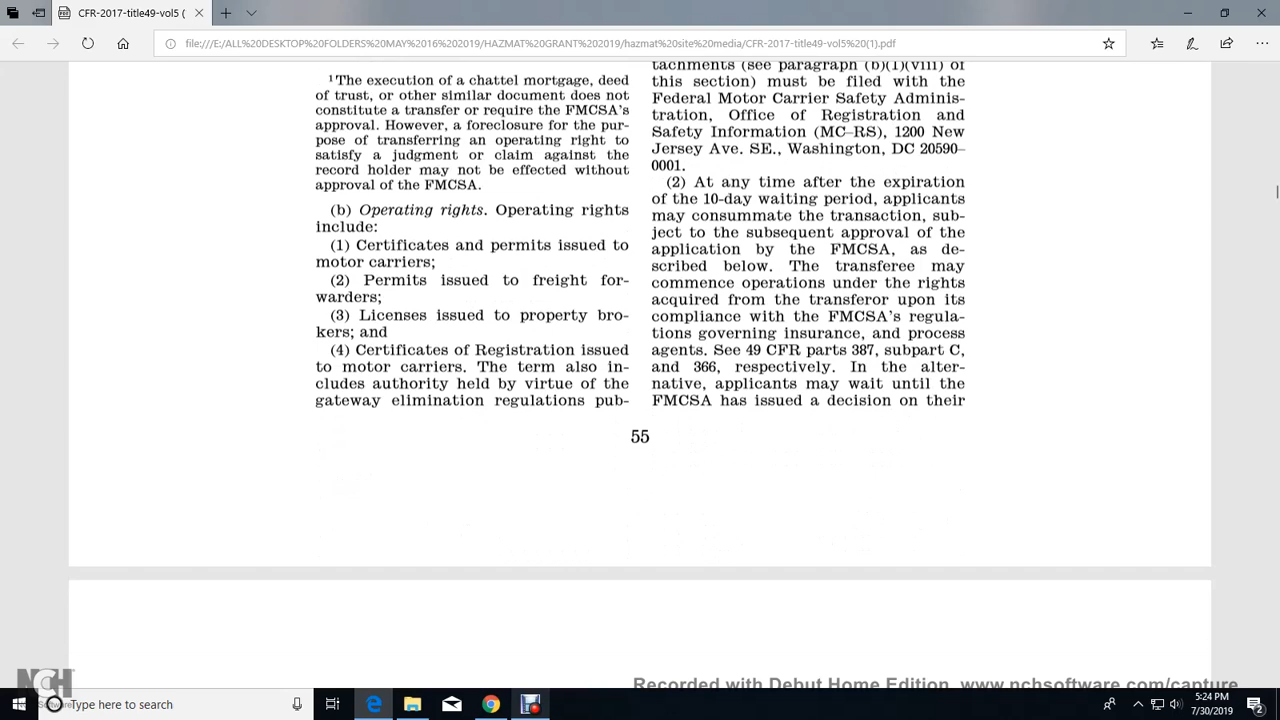 CFR-2017-title49-vol5 (
file:///E:/ALL%20DESKTOP%20FOLDERS%20MAY%2016%202019/HAZMAT%20GRANT%202019/hazmat%20site%20media/CFR-2017-title49-vol5%20(1).pdf
1 The execution of a chattel mortgage, deed
of trust, or other similar document does not
constitute a transfer or require the FMCSA's
approval. However, a foreclosure for the pur-
pose of transferring an operating right to
satisfy a judgment or claim against the
record holder may not be effected without
approval of the FMCSA.
(b) Operating rights. Operating rights
include:
(1) Certificates and permits issued to
motor carriers;
(2) Permits issued to freight for-
warders;
(3) Licenses issued to property bro-
kers; and
(4) Certificates of Registration issued
to motor carriers. The term also in-
cludes authority held by virtue of the
gateway elimination regulations pub-
tachments (see paragraph (b)(1)(viii) of
this section) must be filed with the
Federal Motor Carrier Safety Adminis-
tration, Office of Registration and
Safety Information (MC–RS), 1200 New
Jersey Ave. SE., Washington, DC 20590–
0001.
(2) At any time after the expiration
of the 10-day waiting period, applicants
may consummate the transaction, sub-
ject to the subsequent approval of the
application by the FMCSA, as de-
scribed below. The transferee may
commence operations under the rights
acquired from the transferor upon its
compliance with the FMCSA's regula-
tions governing insurance, and process
agents. See 49 CFR parts 387, subpart C,
and 366, respectively. In the alter-
native, applicants may wait until the
FMCSA has issued a decision on their
55
NCH
Software
Recorded with Debut Home Edition. www.nchsoftware.com/capture
Type here to search
5:24 PM
7/30/2019
2